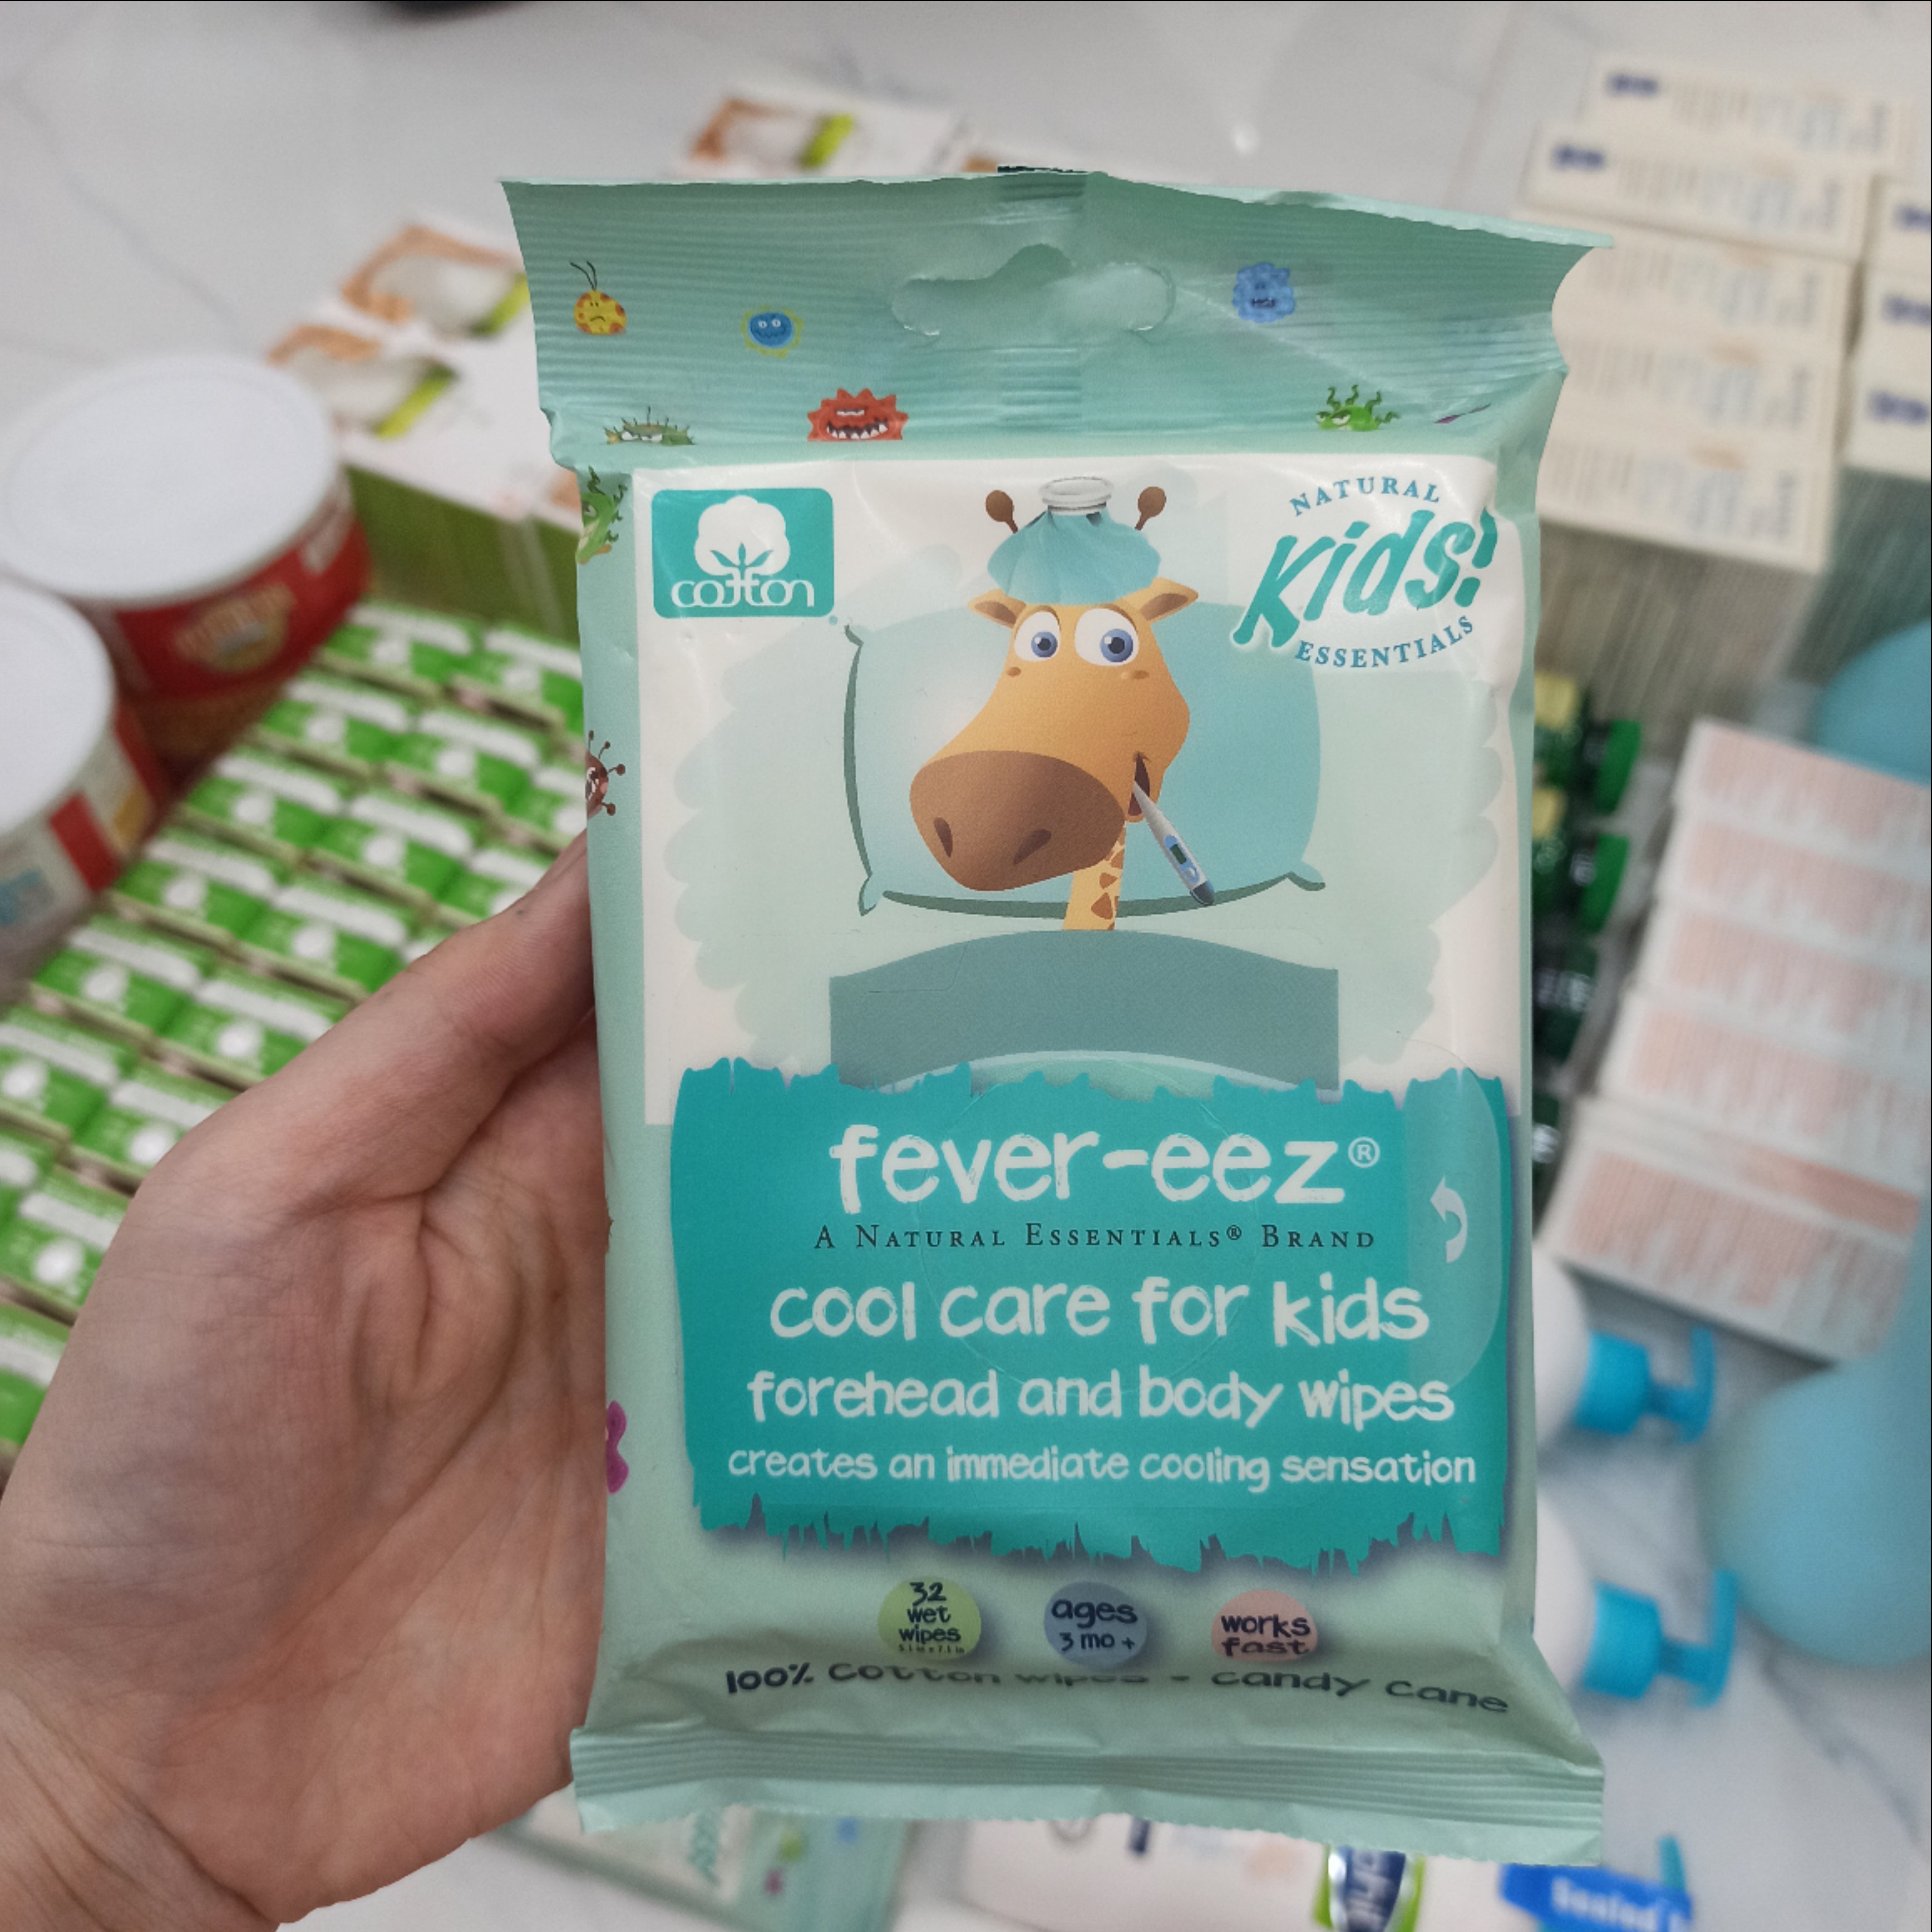 cotton
NATURAL
Kids!
ESSENTIALS
fever-eez®
A NATURAL ESSENTIALS® BRAND
cool care for kids
forehead and body wipes
creates an immediate cooling sensation
32
wet
wipes
ages
3 mo +
works
fast
100% Cotton wipes - candy cane